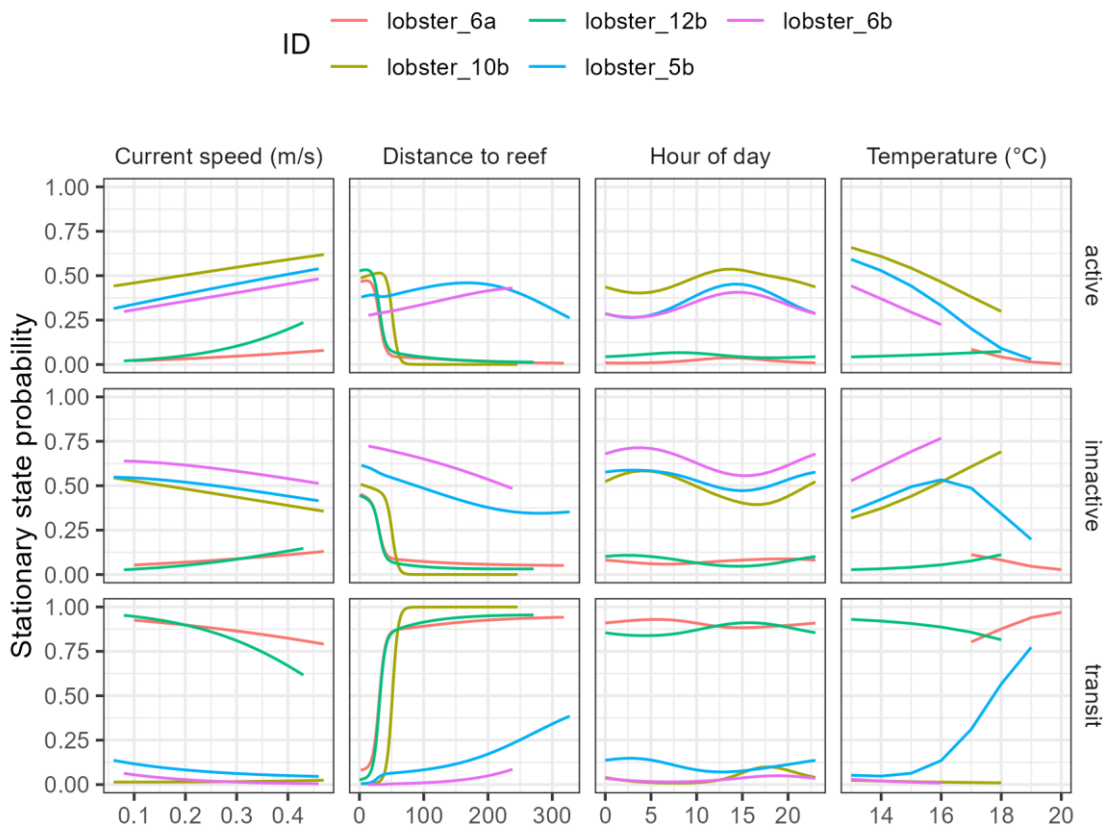 ID
lobster_6a lobster_12b lobster_6b
lobster_10b lobster_5b
Current speed (m/s) Distance to reef Hour of day Temperature (°C)
Stationary state probability
1.00
0.75
0.50
0.25
0.00
active
1.00
0.75
0.50
0.25
0.00
innactive
1.00
0.75
0.50
0.25
0.00
transit
0.1 0.2 0.3 0.4 0 100 200 300 0 5 10 15 20 14 16 18 20